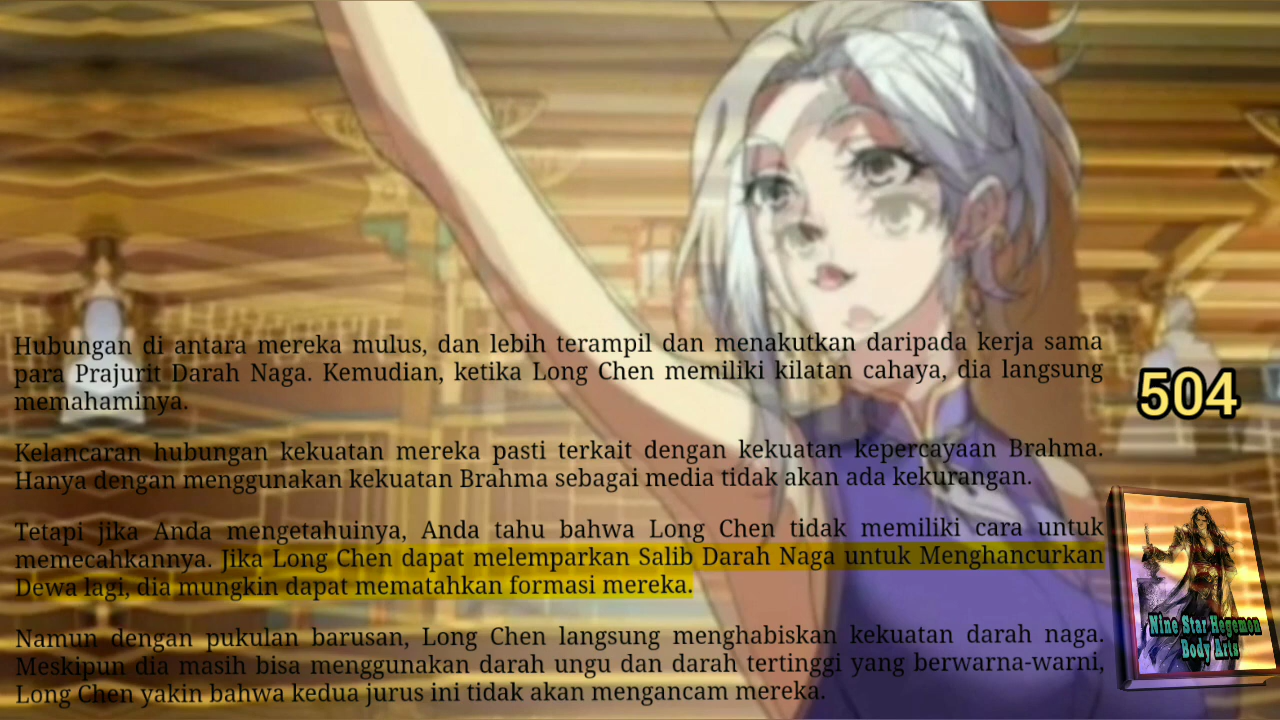 Hubungan di antara mereka mulus, dan lebih terampil dan menakutkan daripada kerja sama
para Prajurit Darah Naga. Kemudian, ketika Long Chen memiliki kilatan cahaya, dia langsung
memahaminya.
Kelancaran hubungan kekuatan mereka pasti terkait dengan kekuatan kepercayaan Brahma.
Hanya dengan menggunakan kekuatan Brahma sebagai media tidak akan ada kekurangan.
Tetapi jika Anda mengetahuinya, Anda tahu bahwa Long Chen tidak memiliki cara untuk
memecahkannya. Jika Long Chen dapat melemparkan Salib Darah Naga untuk Menghancurkan
Dewa lagi, dia mungkin dapat mematahkan formasi mereka.
Namun dengan pukulan barusan, Long Chen langsung menghabiskan kekuatan darah naga.
Meskipun dia masih bisa menggunakan darah ungu dan darah tertinggi yang berwarna-warni,
Long Chen yakin bahwa kedua jurus ini tidak akan mengancam mereka.
504
Nine Star Hegemon
Body Arts